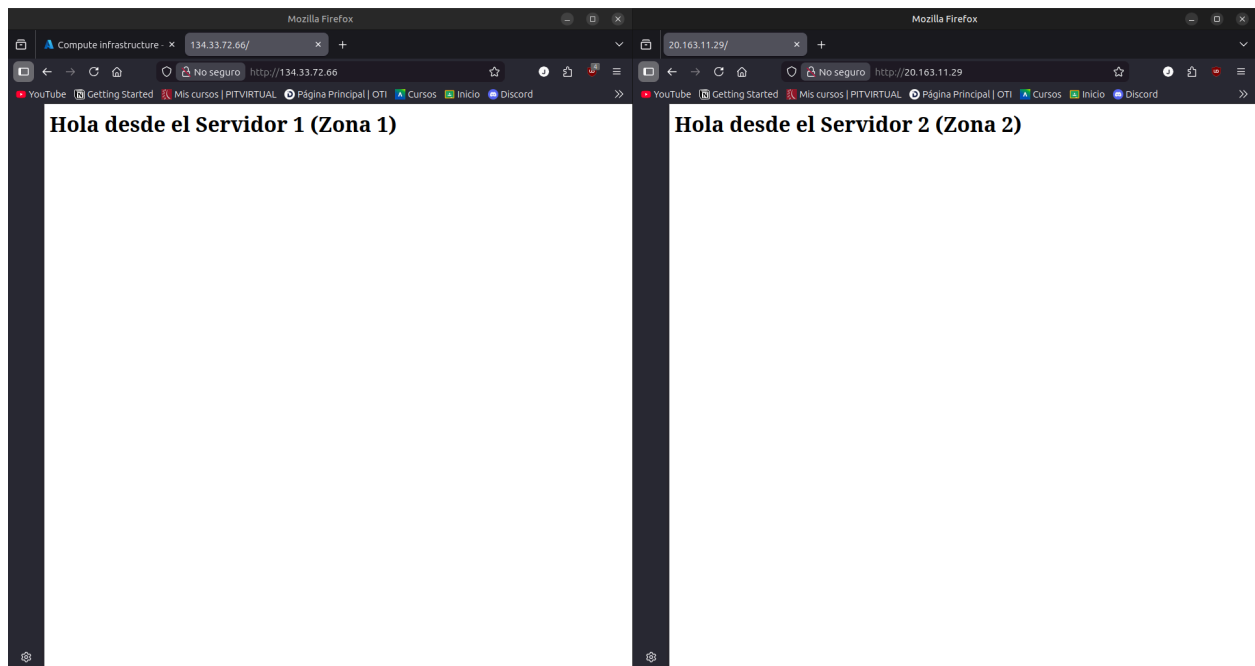 Mozilla Firefox
Compute infrastructure -
134.33.72.66/
No seguro http://134.33.72.66
YouTube Getting Started Mis cursos | PITVIRTUAL Página Principal | OTI Cursos Inicio Discord
Hola desde el Servidor 1 (Zona 1)
Mozilla Firefox
20.163.11.29/
No seguro http://20.163.11.29
YouTube Getting Started Mis cursos | PITVIRTUAL Página Principal | OTI Cursos Inicio Discord
Hola desde el Servidor 2 (Zona 2)